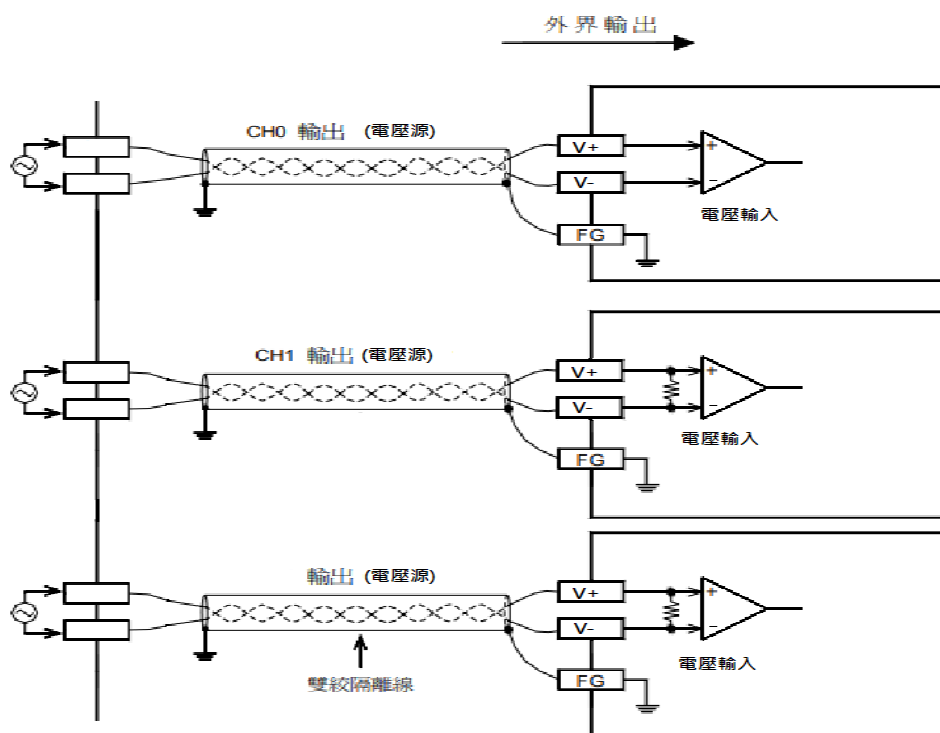 外界輸出
CH0 輸出 (電壓源)
V+
+
V-
−
電壓輸入
FG
CH1 輸出 (電壓源)
V+
+
V-
−
電壓輸入
FG
輸出 (電壓源)
V+
+
V-
−
電壓輸入
FG
雙絞隔離線